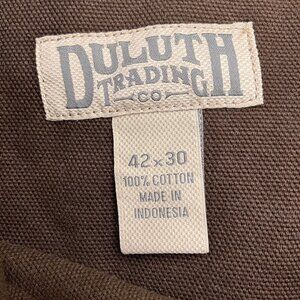 DULUTH
TRADING
CO
42x30
100% COTTON
MADE IN
INDONESIA